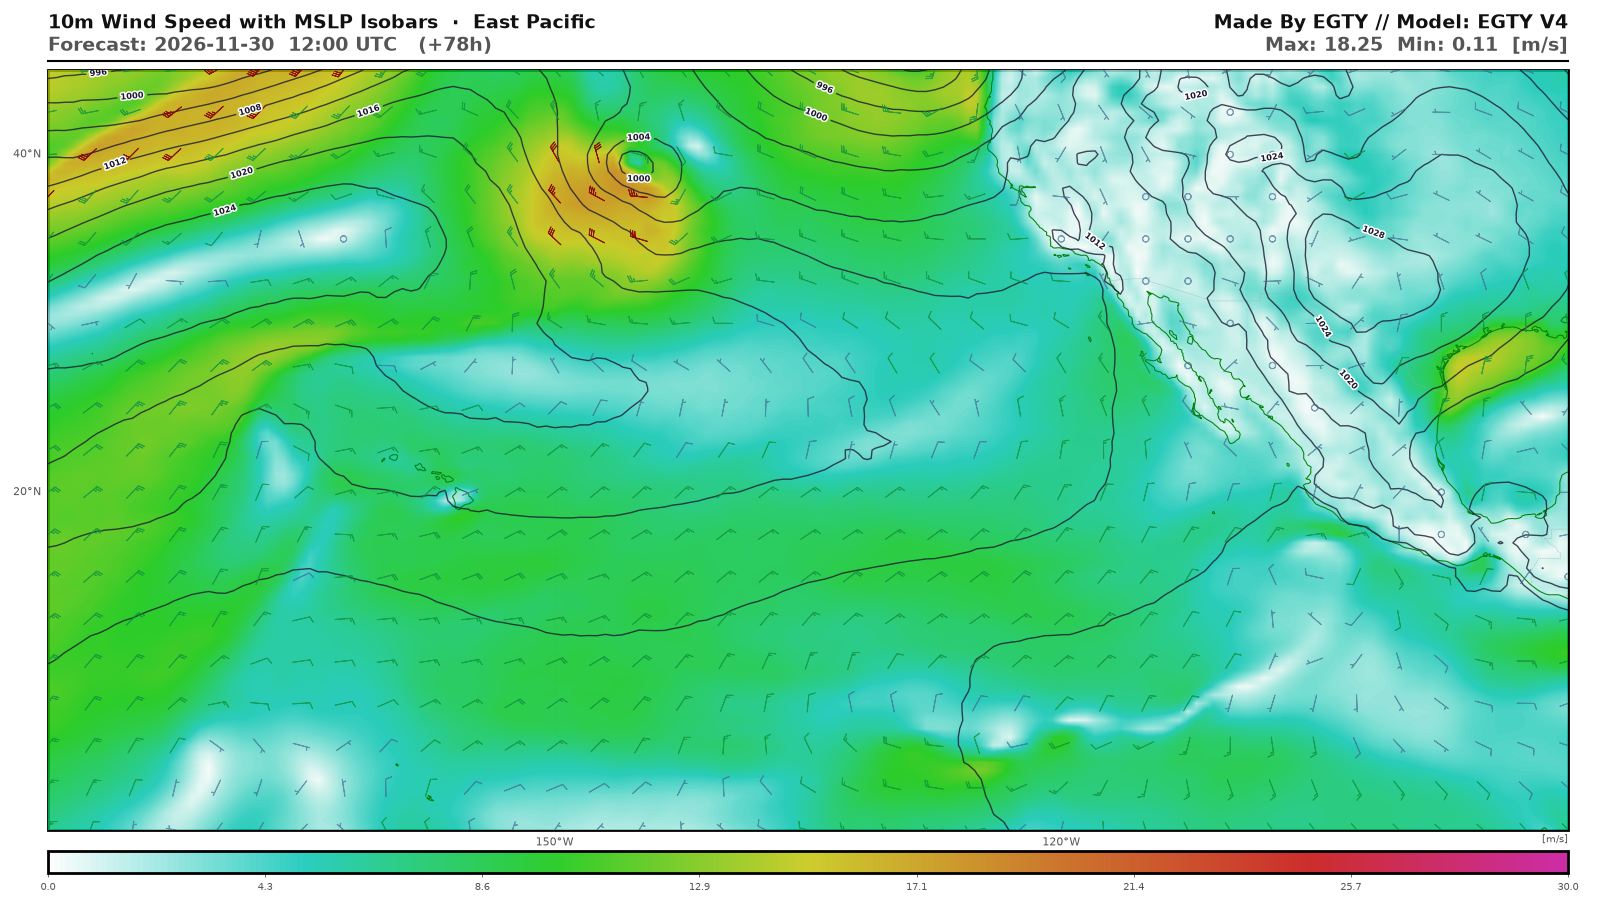 10m Wind Speed with MSLP Isobars · East Pacific
Made By EGTY // Model: EGTY V4
Forecast: 2026-11-30 12:00 UTC (+78h)
Max: 18.25 Min: 0.11 [m/s]
996
1000
1008
1016
1012
1020
1024
1004
1000
996
1000
1020
1024
1012
1028
1024
1020
40°N
20°N
150°W
120°W
[m/s]
0.0
4.3
8.6
12.9
17.1
21.4
25.7
30.0